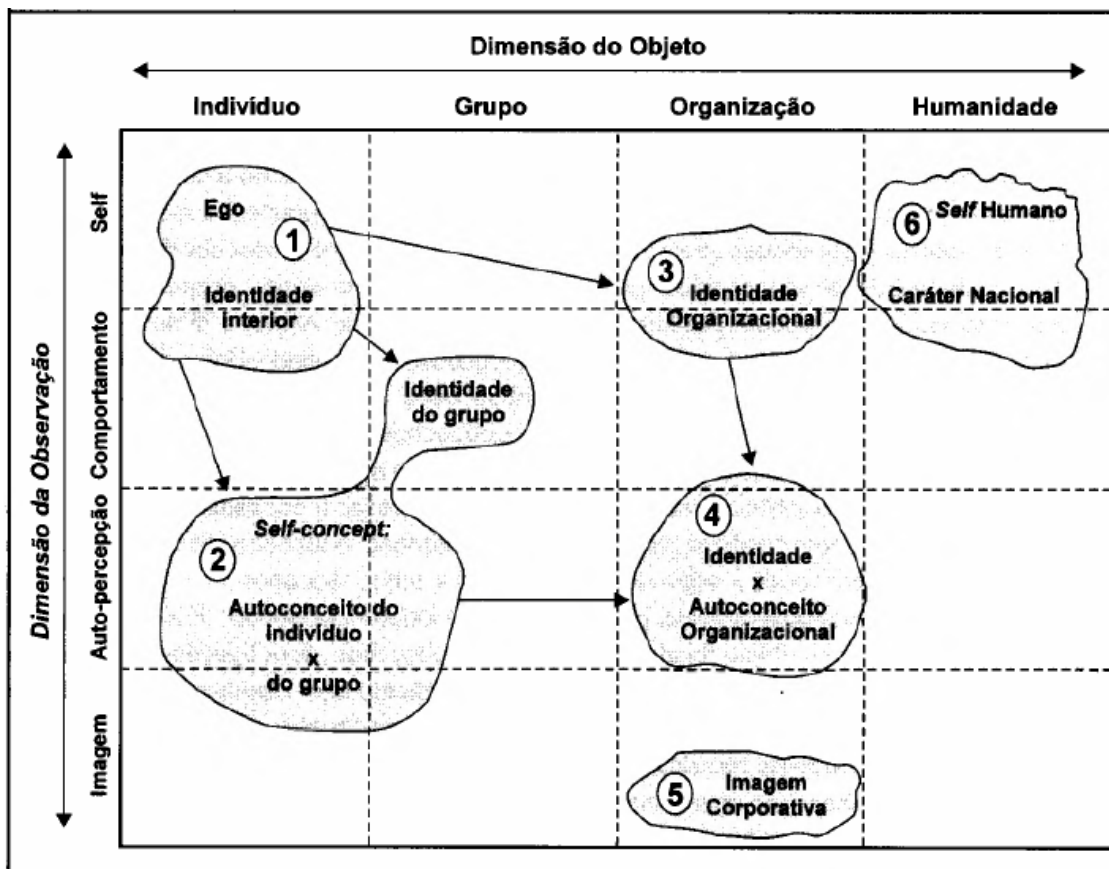 Dimensão do Objeto
Indivíduo Grupo Organização Humanidade
Dimensão da Observação
Self
Comportamento
Auto-percepção
Imagem
Ego
1
Identidade
interior
Identidade
do grupo
3
Identidade
Organizacional
6
Self Humano
Caráter Nacional
Self-concept:
2
Autoconceito do
indivíduo
x
do grupo
4
Identidade
x
Autoconceito
Organizacional
5
Imagem
Corporativa